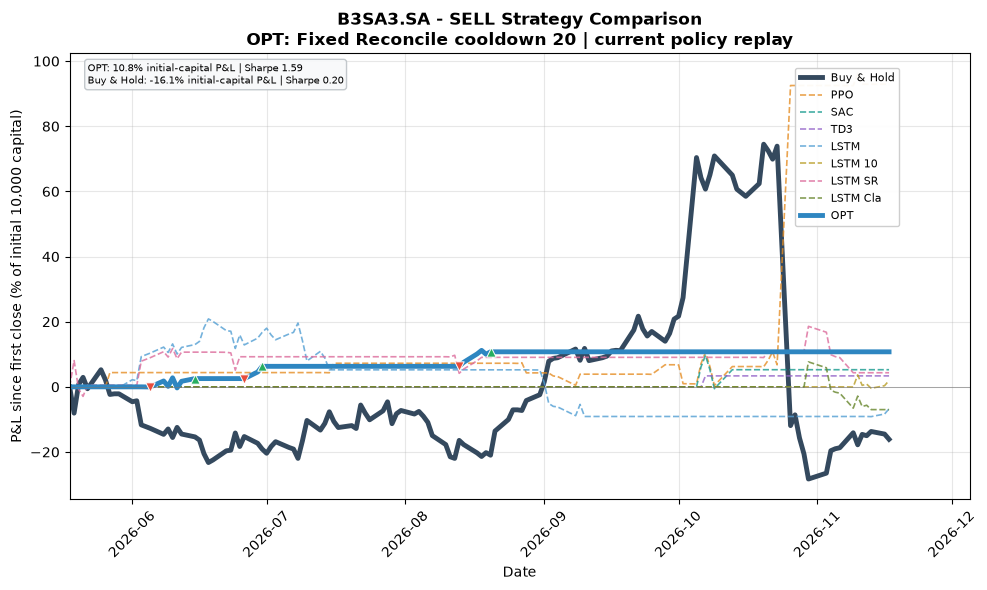 B3SA3.SA - SELL Strategy Comparison
OPT: Fixed Reconcile cooldown 20 | current policy replay
OPT: 10.8% initial-capital P&L | Sharpe 1.59
Buy & Hold: -16.1% initial-capital P&L | Sharpe 0.20
Buy & Hold
PPO
SAC
TD3
LSTM
LSTM 10
LSTM SR
LSTM Cla
OPT
P&L since first close (% of initial 10,000 capital)
100
80
60
40
20
0
−20
2026-06
2026-07
2026-08
2026-09
2026-10
2026-11
2026-12
Date